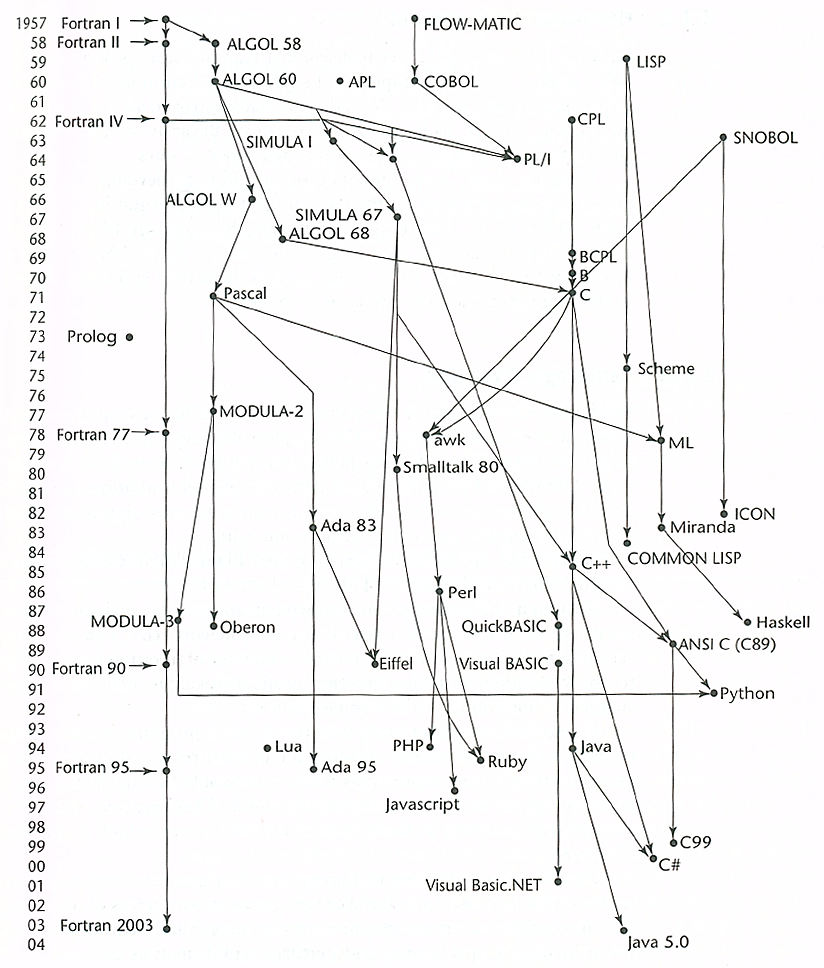 1957 Fortran I FLOW-MATIC
58 Fortran II ALGOL 58
59 LISP
60 ALGOL 60 APL COBOL
61
62 Fortran IV CPL
63 SIMULA I SNOBOL
64 PL/I
65
66 ALGOL W
67 SIMULA 67
68 ALGOL 68
69 BCPL
70 B
71 Pascal C
72
73 Prolog
74
75 Scheme
76
77 MODULA-2
78 Fortran 77 awk ML
79
80 Smalltalk 80
81
82 ICON
83 Ada 83 Miranda
84 COMMON LISP
85 C++
86 Perl
87
88 MODULA-3 Oberon QuickBASIC Haskell
89 ANSI C (C89)
90 Fortran 90 Eiffel Visual BASIC
91 Python
92
93
94 Lua PHP Java
95 Fortran 95 Ada 95 Ruby
96
97 Javascript
98
99 C99
00 C#
01 Visual Basic.NET
02
03 Fortran 2003
04 Java 5.0